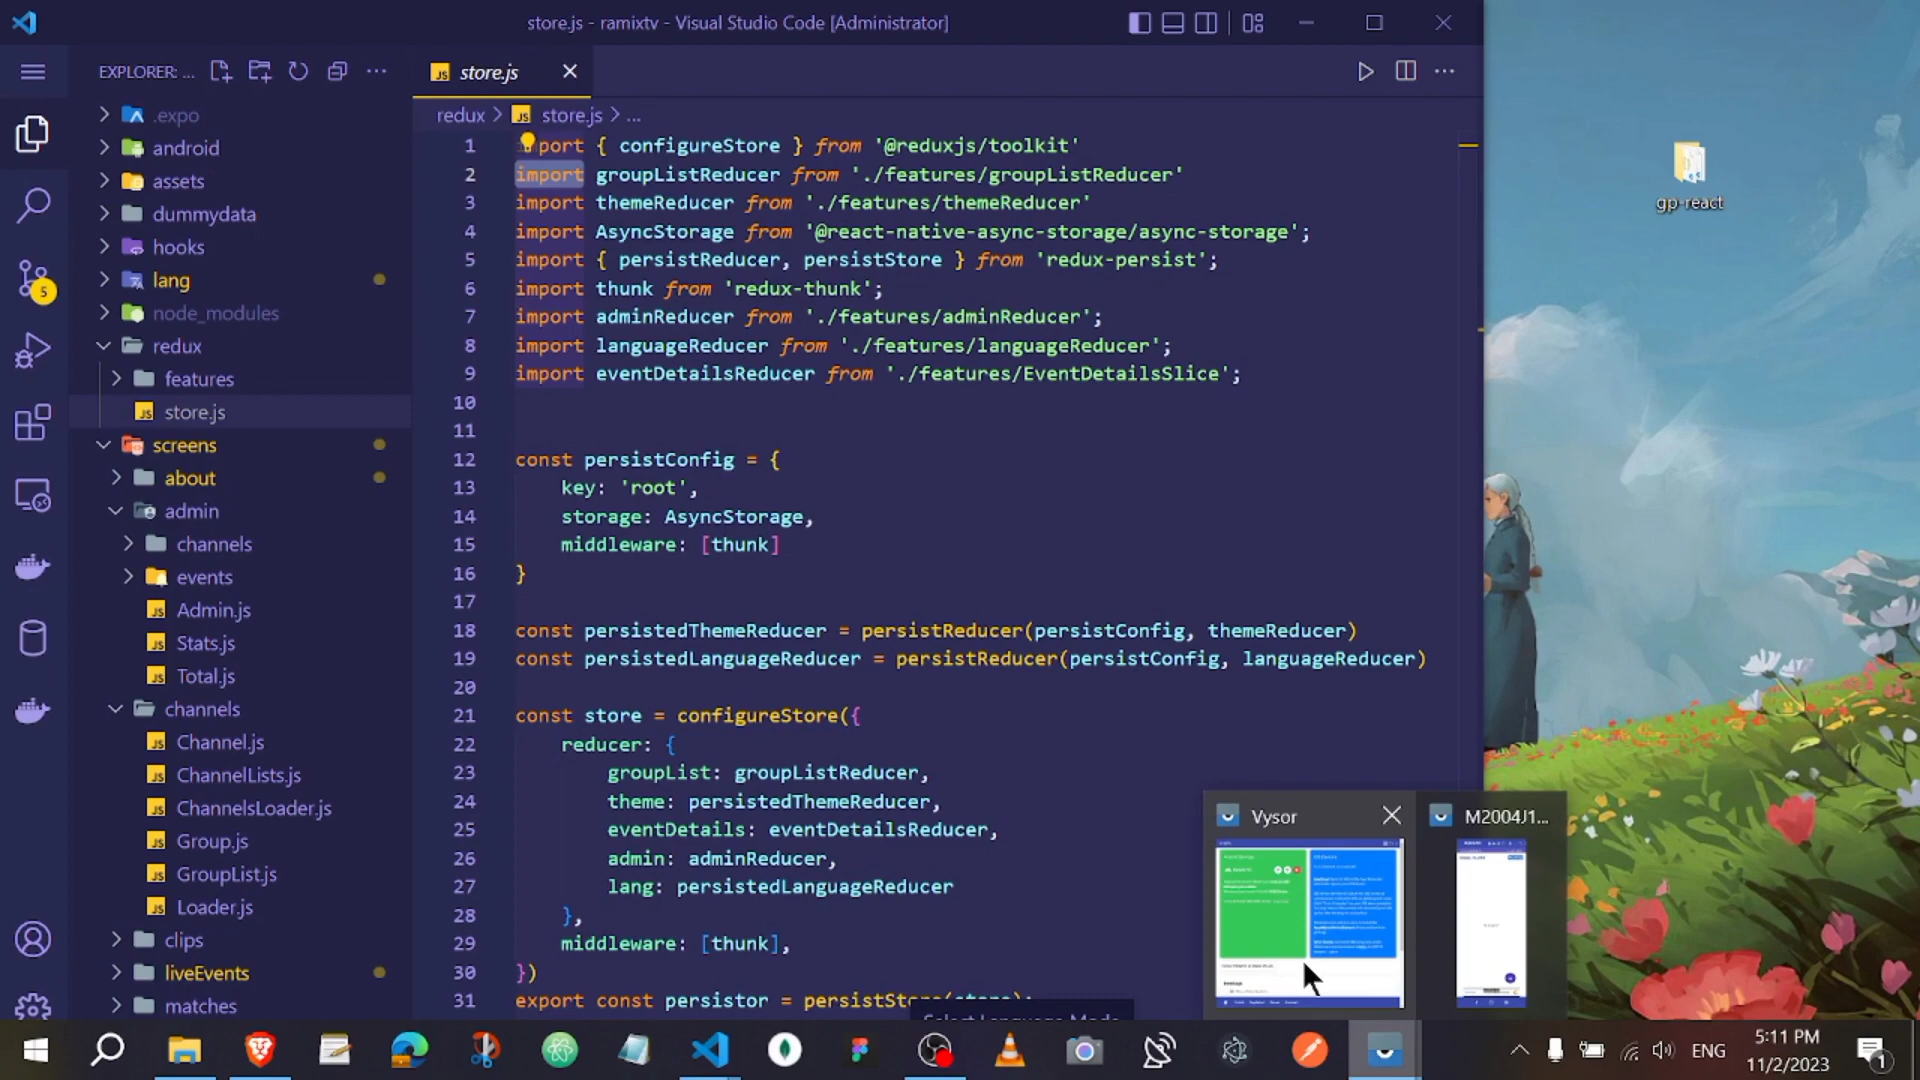 store.js - ramixtv - Visual Studio Code [Administrator]
EXPLORER: ...
store.js
redux > store.js > ...
.expo
android
assets
dummydata
hooks
lang
node_modules
redux
features
store.js
screens
about
admin
channels
events
Admin.js
Stats.js
Total.js
channels
Channel.js
ChannelLists.js
ChannelsLoader.js
Group.js
GroupList.js
Loader.js
clips
liveEvents
matches
5
1 import { configureStore } from '@reduxjs/toolkit'
2 import groupListReducer from './features/groupListReducer'
3 import themeReducer from './features/themeReducer'
4 import AsyncStorage from '@react-native-async-storage/async-storage';
5 import { persistReducer, persistStore } from 'redux-persist';
6 import thunk from 'redux-thunk';
7 import adminReducer from './features/adminReducer';
8 import languageReducer from './features/languageReducer';
9 import eventDetailsReducer from './features/EventDetailsSlice';
10
11
12 const persistConfig = {
13 key: 'root',
14 storage: AsyncStorage,
15 middleware: [thunk]
16 }
17
18 const persistedThemeReducer = persistReducer(persistConfig, themeReducer)
19 const persistedLanguageReducer = persistReducer(persistConfig, languageReducer)
20
21 const store = configureStore({
22 reducer: {
23 groupList: groupListReducer,
24 theme: persistedThemeReducer,
25 eventDetails: eventDetailsReducer,
26 admin: adminReducer,
27 lang: persistedLanguageReducer
28 },
29 middleware: [thunk],
30 })
31 export const persistor = persistStore(store);
Select Language Mode
gp-react
Vysor
M2004J1...
ENG
5:11 PM
11/2/2023
1